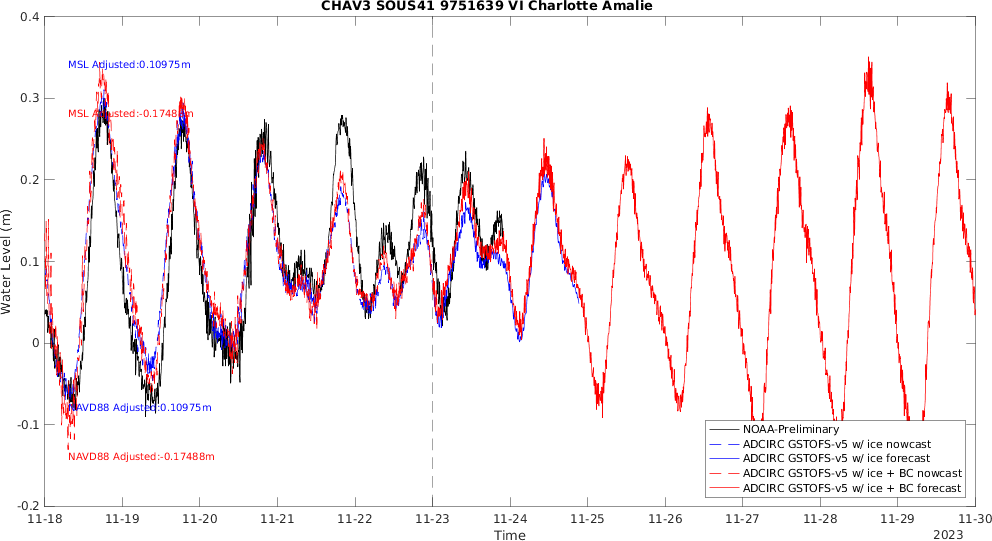 CHAV3 SOUS41 9751639 VI Charlotte Amalie
Water Level (m)
0.4
0.3
0.2
0.1
0
-0.1
-0.2
MSL Adjusted:0.10975m
MSL Adjusted:-0.17488m
NAVD88 Adjusted:0.10975m
NAVD88 Adjusted:-0.17488m
NOAA-Preliminary
ADCIRC GSTOFS-v5 w/ ice nowcast
ADCIRC GSTOFS-v5 w/ ice forecast
ADCIRC GSTOFS-v5 w/ ice + BC nowcast
ADCIRC GSTOFS-v5 w/ ice + BC forecast
11-18 11-19 11-20 11-21 11-22 11-23 11-24 11-25 11-26 11-27 11-28 11-29 11-30
Time
2023